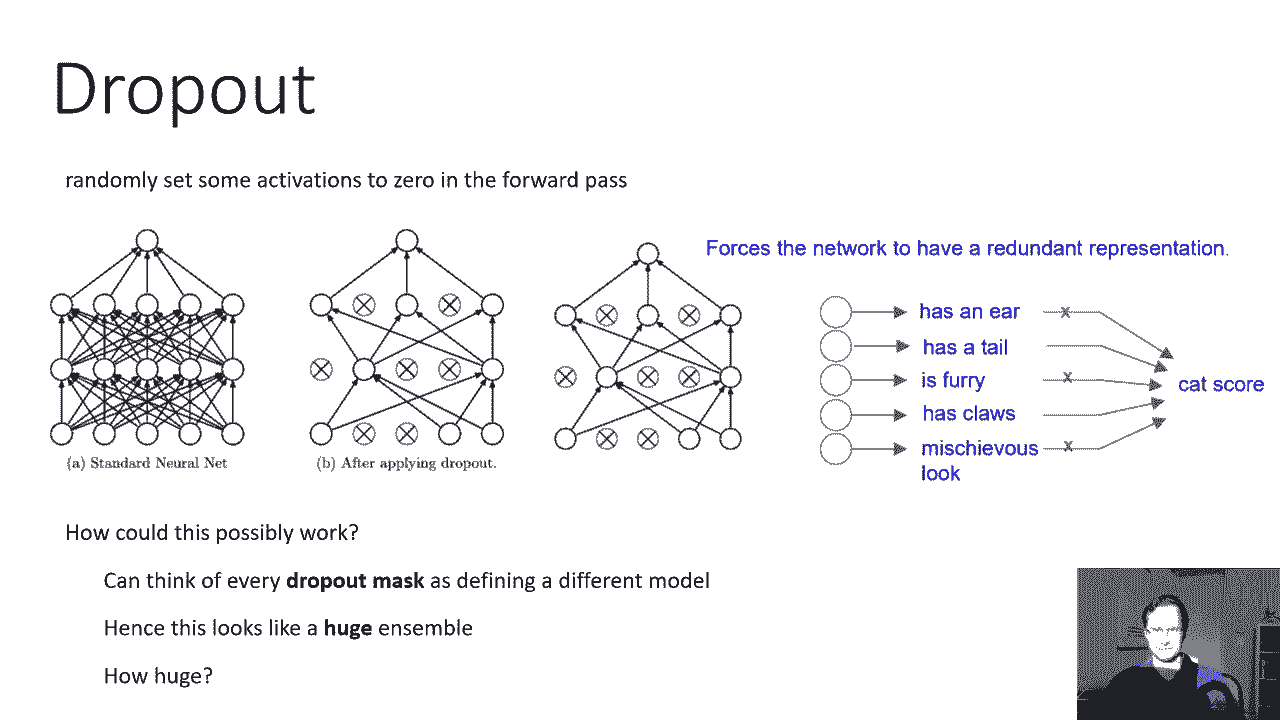 Dropout
randomly set some activations to zero in the forward pass
Forces the network to have a redundant representation.
has an ear
has a tail
is furry
has claws
mischievous
look
cat score
(a) Standard Neural Net
(b) After applying dropout.
How could this possibly work?
Can think of every dropout mask as defining a different model
Hence this looks like a huge ensemble
How huge?